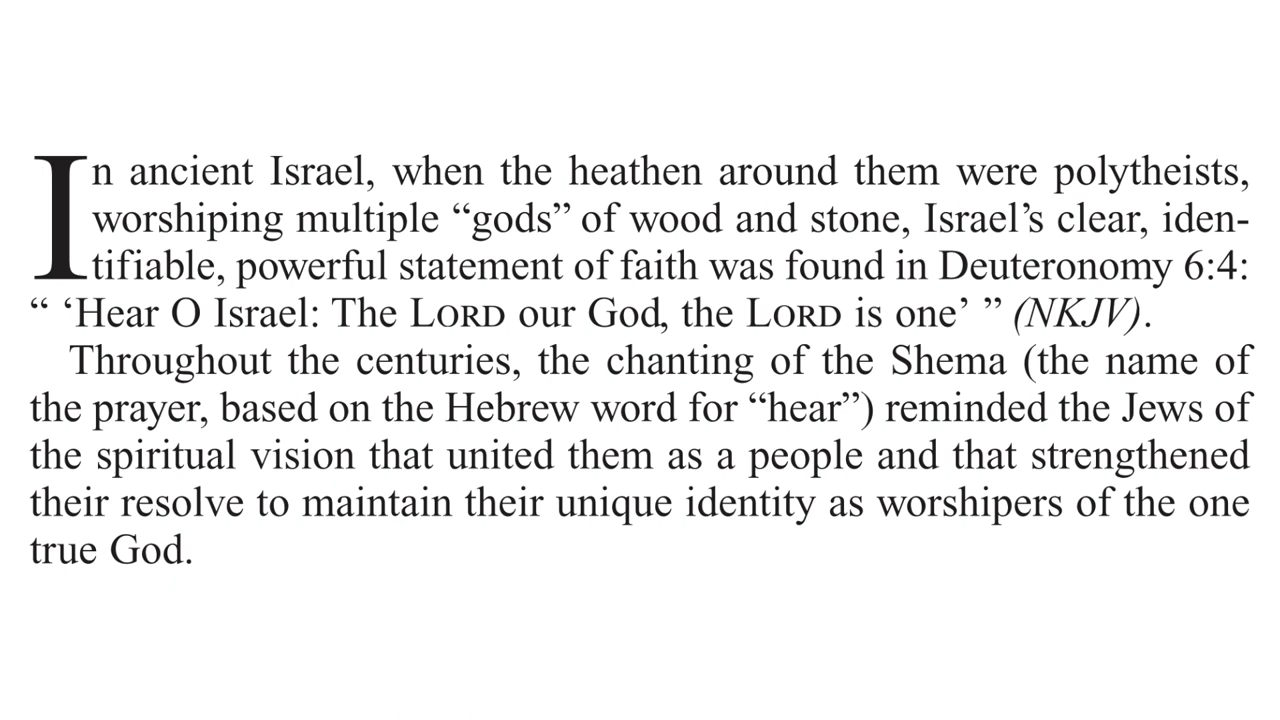 In ancient Israel, when the heathen around them were polytheists,
worshiping multiple “gods” of wood and stone, Israel’s clear, iden-
tifiable, powerful statement of faith was found in Deuteronomy 6:4:
“ ‘Hear O Israel: The LORD our God, the LORD is one’ ” (NKJV).
Throughout the centuries, the chanting of the Shema (the name of
the prayer, based on the Hebrew word for “hear”) reminded the Jews of
the spiritual vision that united them as a people and that strengthened
their resolve to maintain their unique identity as worshipers of the one
true God.